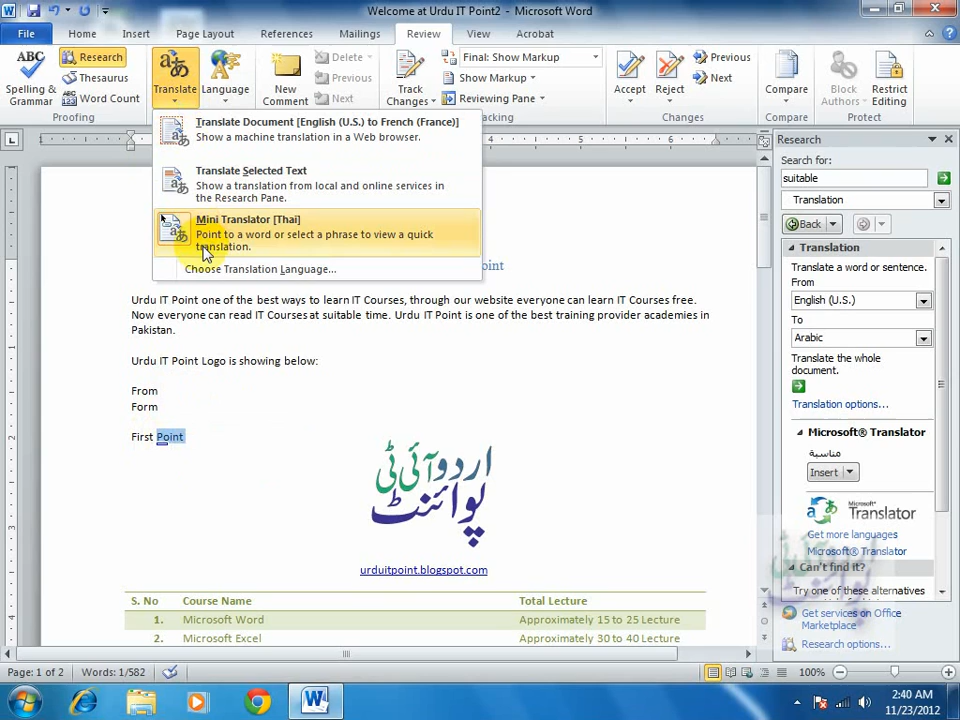 Welcome at Urdu IT Point2 - Microsoft Word
File Home Insert Page Layout References Mailings Review View Acrobat
ABC
Spelling & Grammar
Research
Thesaurus
Word Count
Proofing
Translate
Language
New Comment
Delete
Previous
Next
Track Changes
Final: Show Markup
Show Markup
Reviewing Pane
cking
Accept
Reject
Previous
Next
Changes
Compare
Compare
Block Authors
Restrict Editing
Protect
Translate Document [English (U.S.) to French (France)]
Show a machine translation in a Web browser.
Translate Selected Text
Show a translation from local and online services in
the Research Pane.
Mini Translator [Thai]
Point to a word or select a phrase to view a quick
translation.
Choose Translation Language...
oint
Urdu IT Point one of the best ways to learn IT Courses, through our website everyone can learn IT Courses free.
Now everyone can read IT Courses at suitable time. Urdu IT Point is one of the best training provider academies in
Pakistan.
Urdu IT Point Logo is showing below:
From
Form
First Point
اردو آئی ٹی
پوائنٹ
urduitpoint.blogspot.com
S. No Course Name Total Lecture
1. Microsoft Word Approximately 15 to 25 Lecture
2. Microsoft Excel Approximately 30 to 40 Lecture
Research
Search for:
suitable
Translation
Back
Translation
Translate a word or sentence.
From
English (U.S.)
To
Arabic
Translate the whole
document.
Translation options...
Microsoft® Translator
مناسبة
Insert
Microsoft®
Translator
Get more languages
Microsoft® Translator
Can't find it?
Try one of these alternatives
Get services on Office
Marketplace
Research options...
Page: 1 of 2 Words: 1/582 100%
2:40 AM
11/23/2012